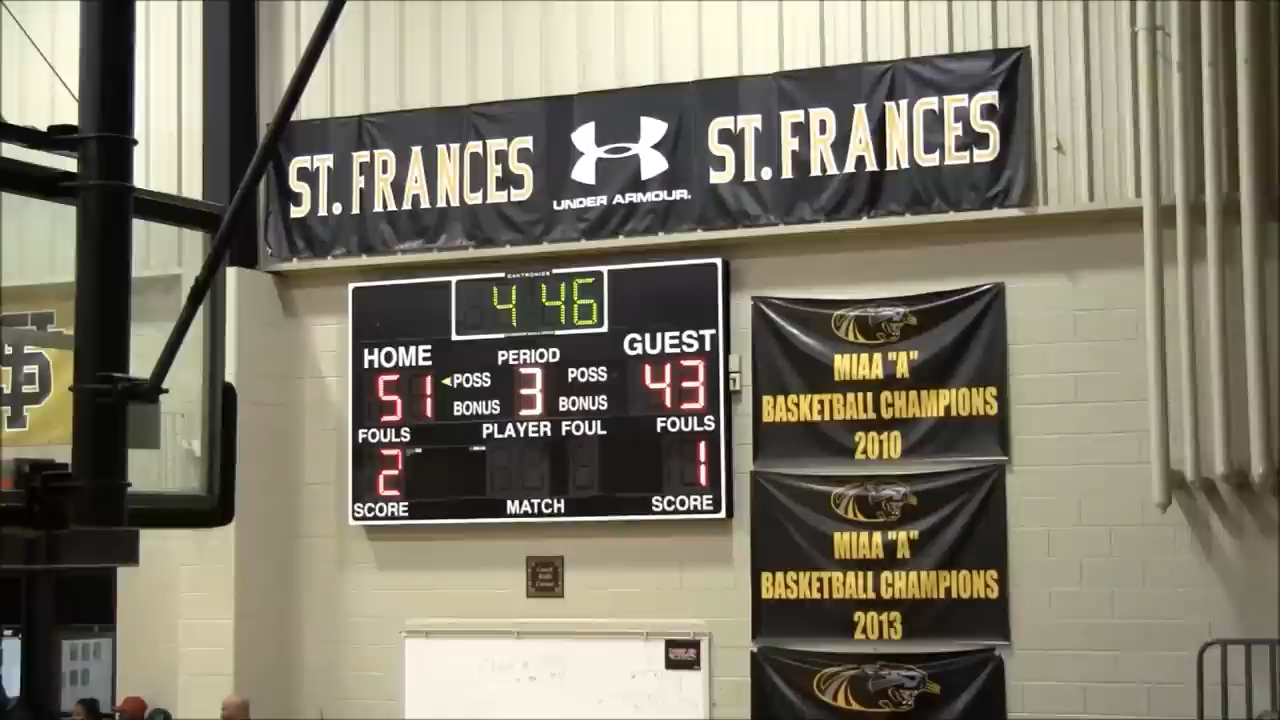 ST. FRANCES
UNDER ARMOUR.
ST. FRANCES
DAKTRONICS
4 46
HOME
PERIOD
GUEST
51
POSS
3
POSS
43
BONUS
BONUS
FOULS
PLAYER FOUL
FOULS
2
1
SCORE
MATCH
SCORE
MIAA "A"
BASKETBALL CHAMPIONS
2010
MIAA "A"
BASKETBALL CHAMPIONS
2013